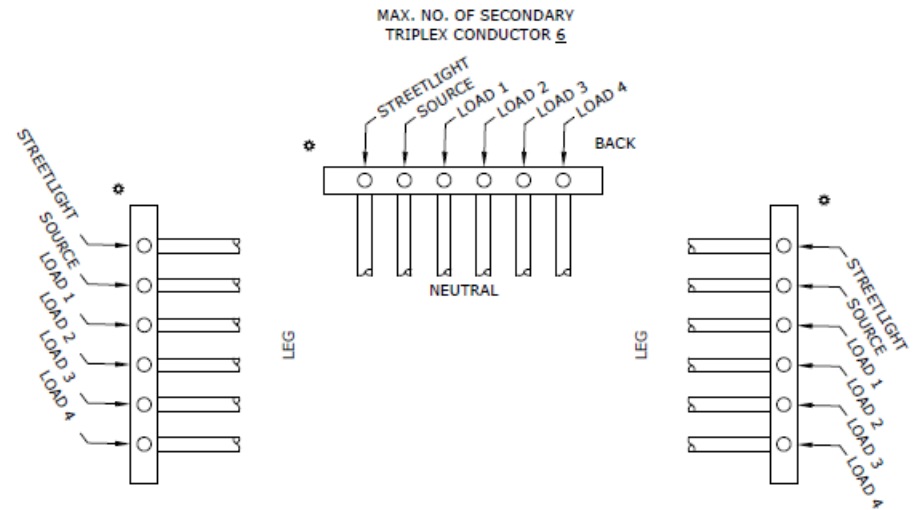 MAX. NO. OF SECONDARY
TRIPLEX CONDUCTOR 6
STREETLIGHT
SOURCE
LOAD 1
LOAD 2
LOAD 3
LOAD 4
BACK
NEUTRAL
STREETLIGHT
SOURCE
LOAD 1
LOAD 2
LOAD 3
LOAD 4
LEG
LEG
STREETLIGHT
SOURCE
LOAD 1
LOAD 2
LOAD 3
LOAD 4